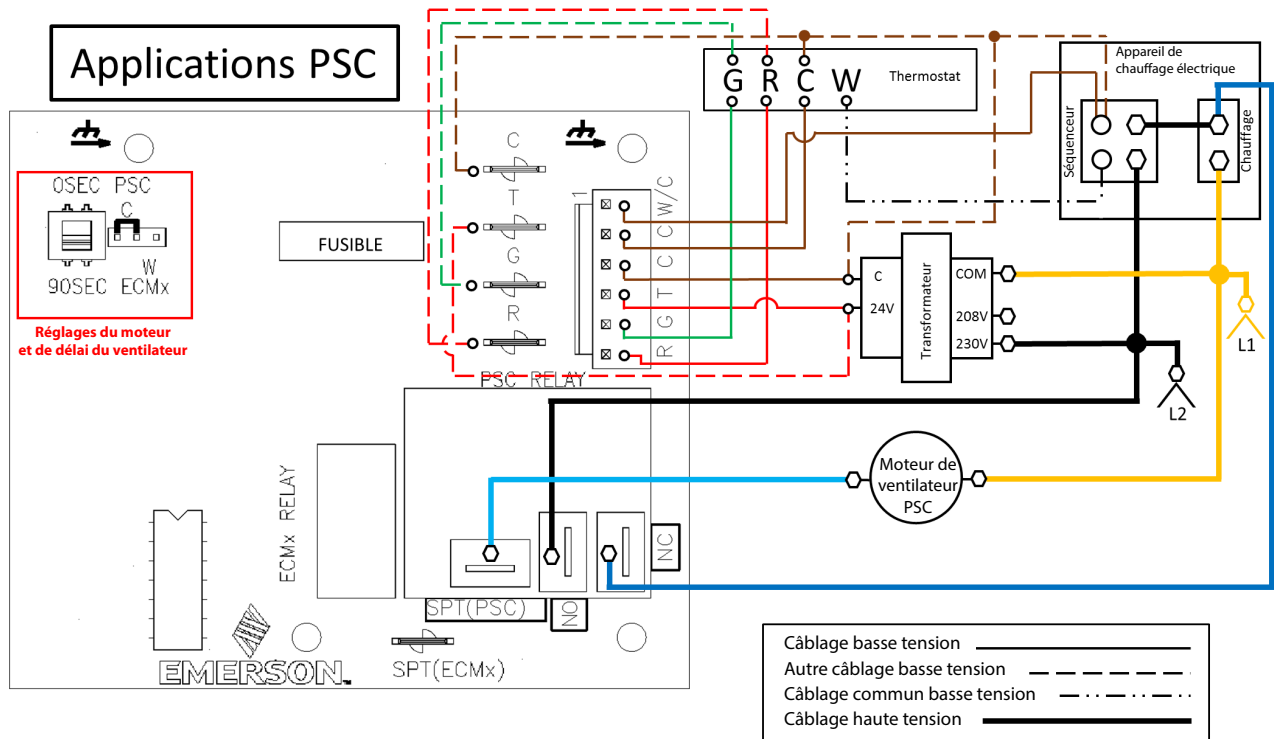 Applications PSC
0SEC PSC
C
W
90SEC ECMx
Réglages du moteur
et de délai du ventilateur
FUSIBLE
C
T
G
R
1
W/C
C
C
T
G
R
PSC RELAY
ECMx RELAY
SPT(PSC)
NO
NC
SPT(ECMx)
EMERSON™
G R C W
Thermostat
Appareil de
chauffage électrique
Séquenceur
Chauffage
C
24V
Transformateur
COM
208V
230V
L1
L2
Moteur de
ventilateur
PSC
Câblage basse tension
Autre câblage basse tension
Câblage commun basse tension
Câblage haute tension